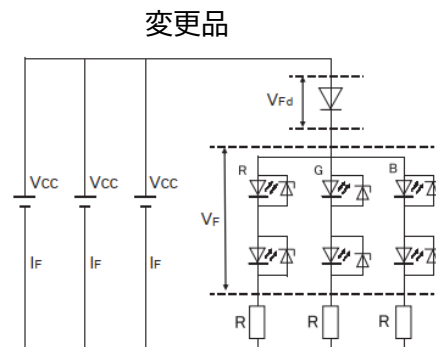 変更品
VFd
R G B
VCC VCC VCC
VF
IF IF IF
R R R